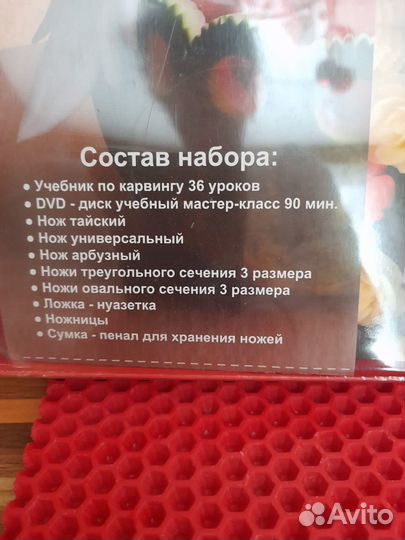 Состав набора:
• Учебник по карвингу 36 уроков
• DVD - диск учебный мастер-класс 90 мин.
• Нож тайский
• Нож универсальный
• Нож арбузный
• Ножи треугольного сечения 3 размера
• Ножи овального сечения 3 размера
• Ложка - нуазетка
• Ножницы
• Сумка - пенал для хранения ножей
Avito